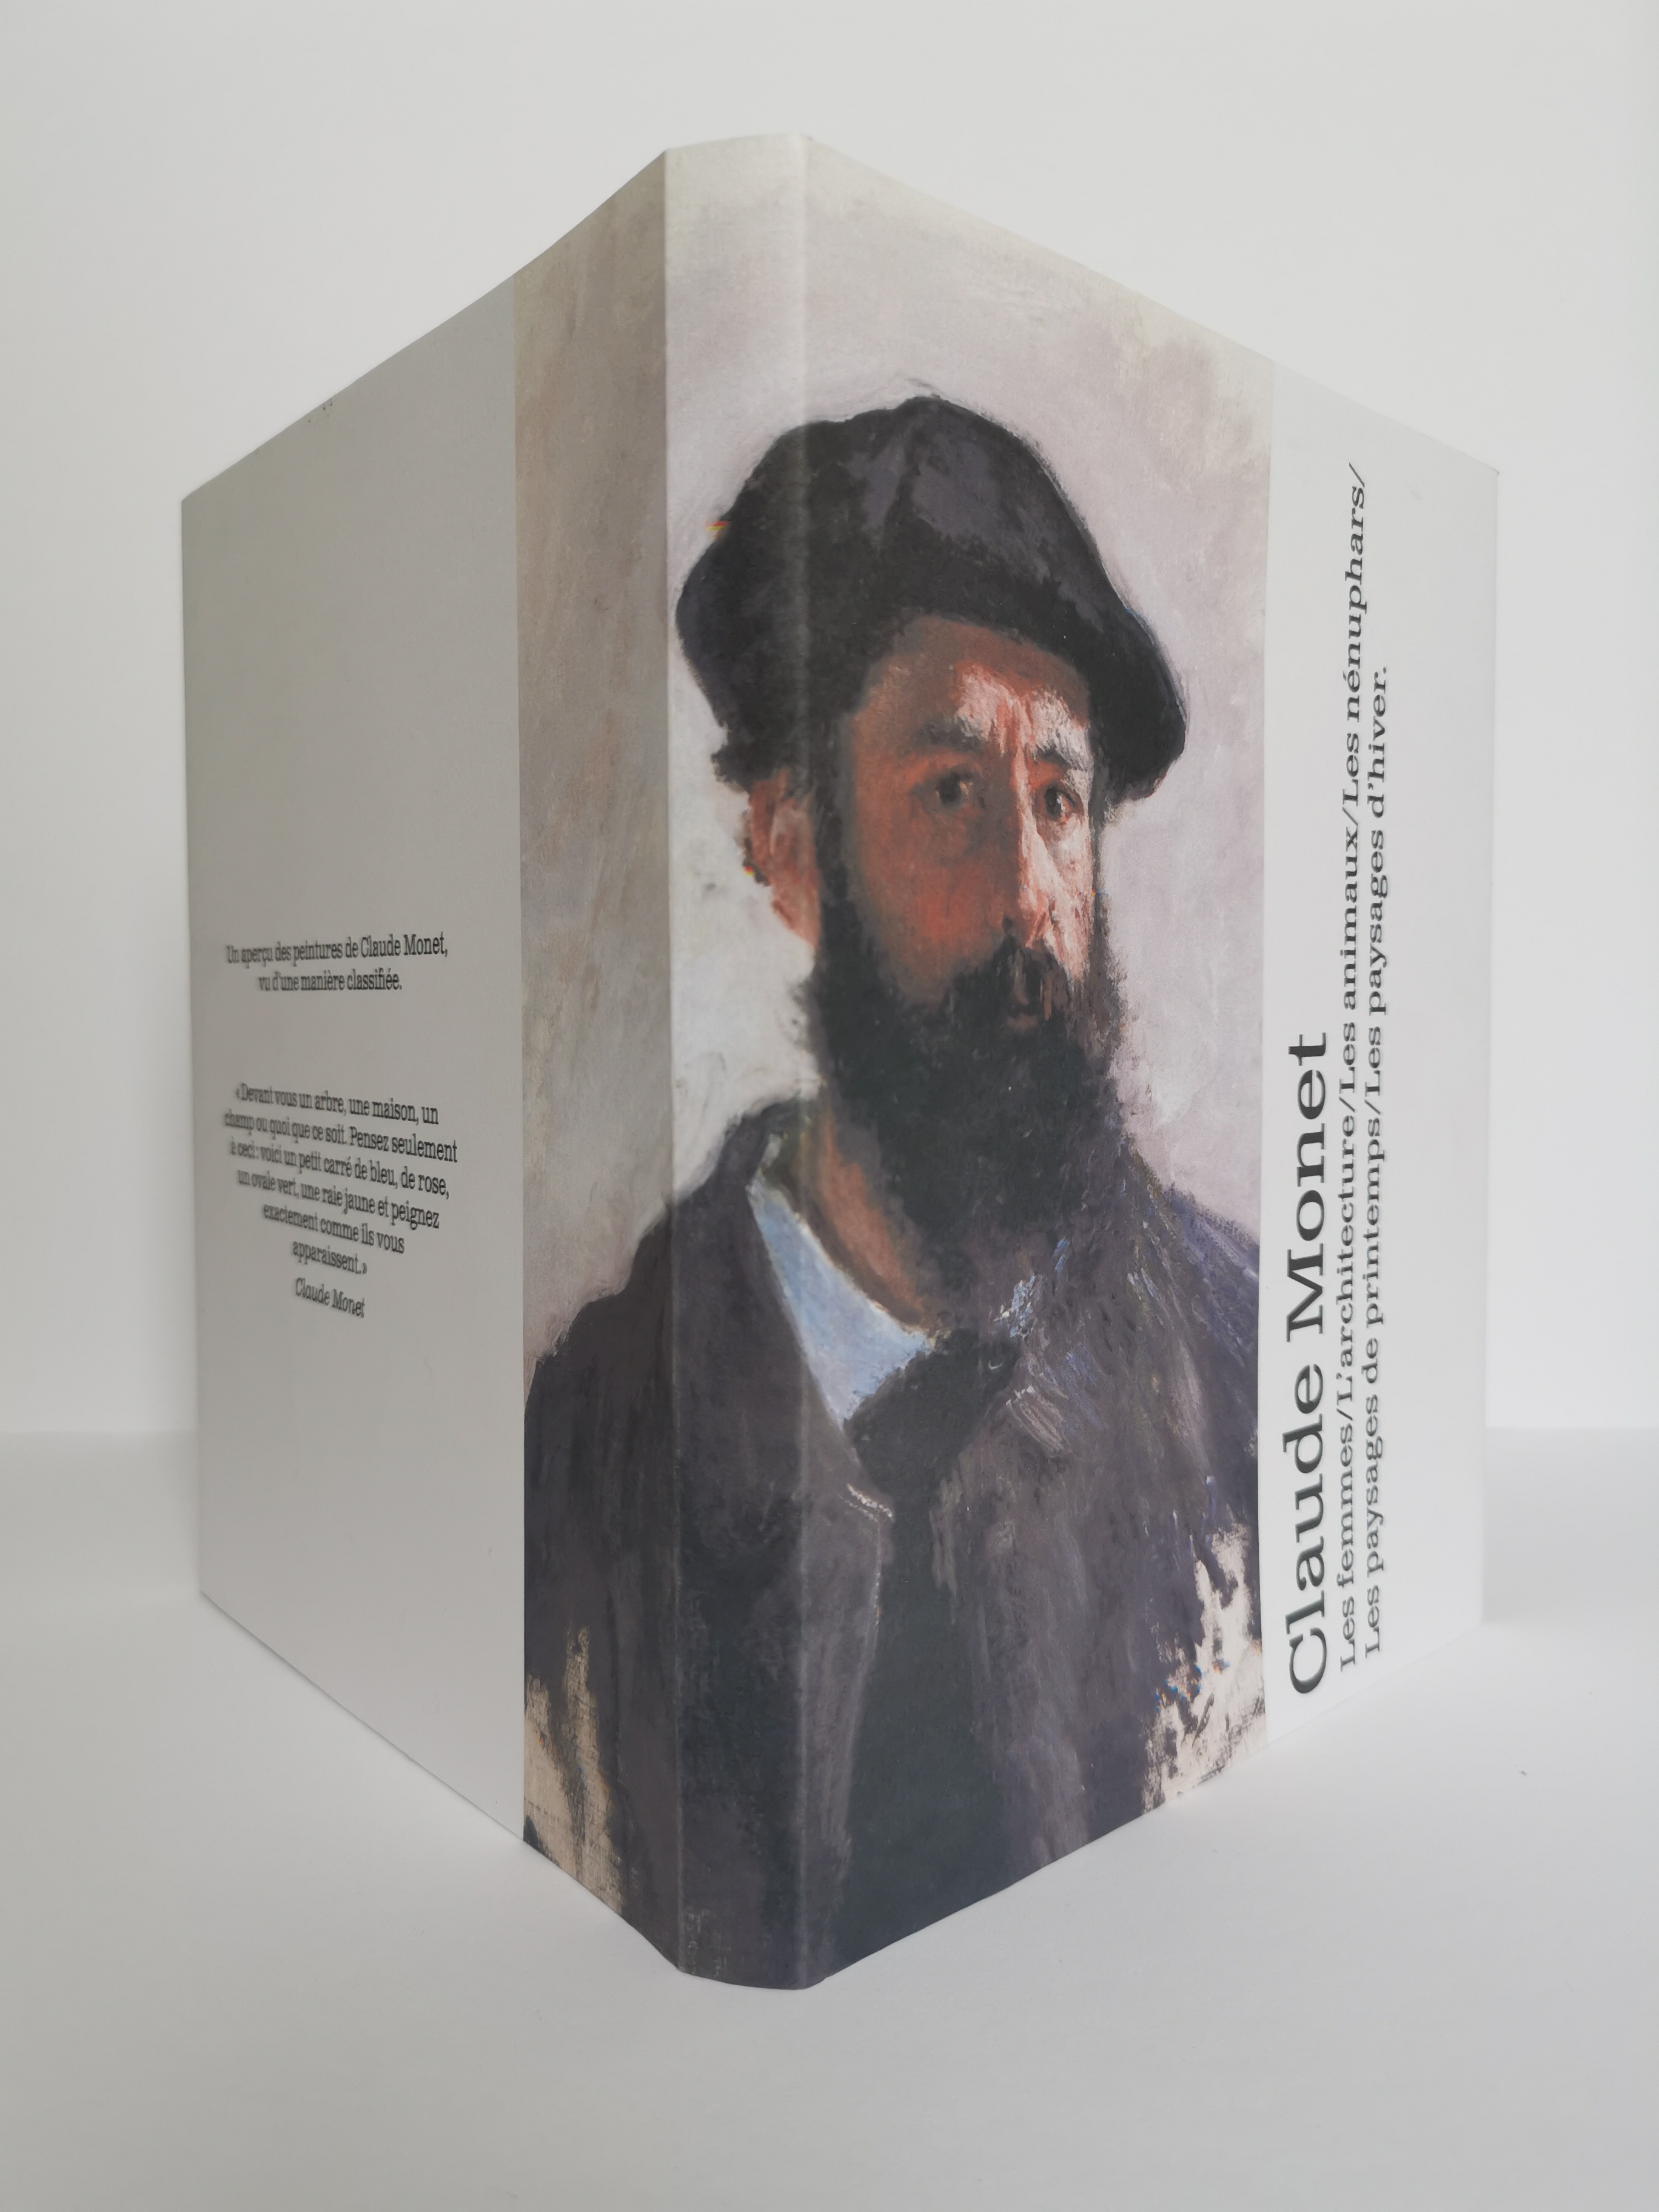 Un aperçu des peintures de Claude Monet,
vu d'une manière classifiée.
«Devant vous un arbre, une maison, un
champ ou quoi que ce soit. Pensez seulement
à ceci: voici un petit carré de bleu, de rose,
un ovale vert, une raie jaune et peignez
exactement comme ils vous
apparaissent.»
Claude Monet
Claude Monet
Les femmes/L'architecture/Les animaux/Les nénuphars/
Les paysages de printemps/Les paysages d'hiver.